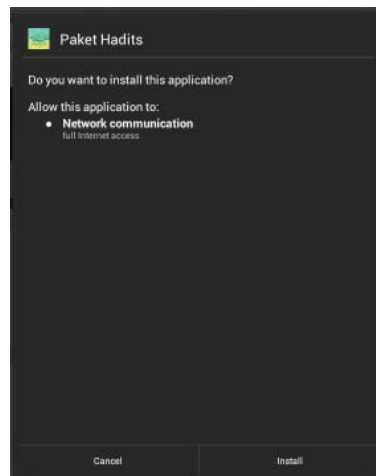 Paket Hadits
Do you want to install this application?
Allow this application to:
● Network communication
full Internet access
Cancel
Install